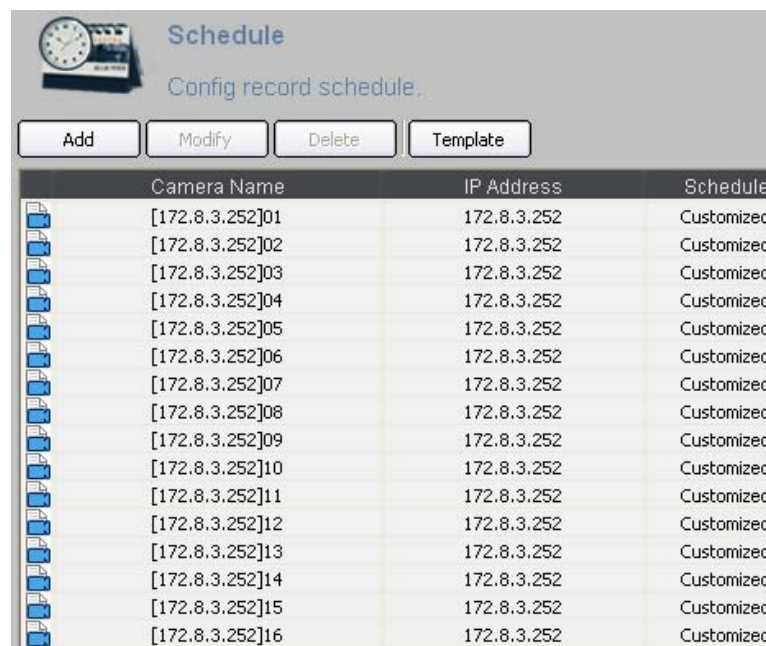 Schedule
Config record schedule.
Add Modify Delete Template
Camera Name IP Address Schedule
[172.8.3.252]01 172.8.3.252 Customized
[172.8.3.252]02 172.8.3.252 Customized
[172.8.3.252]03 172.8.3.252 Customized
[172.8.3.252]04 172.8.3.252 Customized
[172.8.3.252]05 172.8.3.252 Customized
[172.8.3.252]06 172.8.3.252 Customized
[172.8.3.252]07 172.8.3.252 Customized
[172.8.3.252]08 172.8.3.252 Customized
[172.8.3.252]09 172.8.3.252 Customized
[172.8.3.252]10 172.8.3.252 Customized
[172.8.3.252]11 172.8.3.252 Customized
[172.8.3.252]12 172.8.3.252 Customized
[172.8.3.252]13 172.8.3.252 Customized
[172.8.3.252]14 172.8.3.252 Customized
[172.8.3.252]15 172.8.3.252 Customized
[172.8.3.252]16 172.8.3.252 Customized